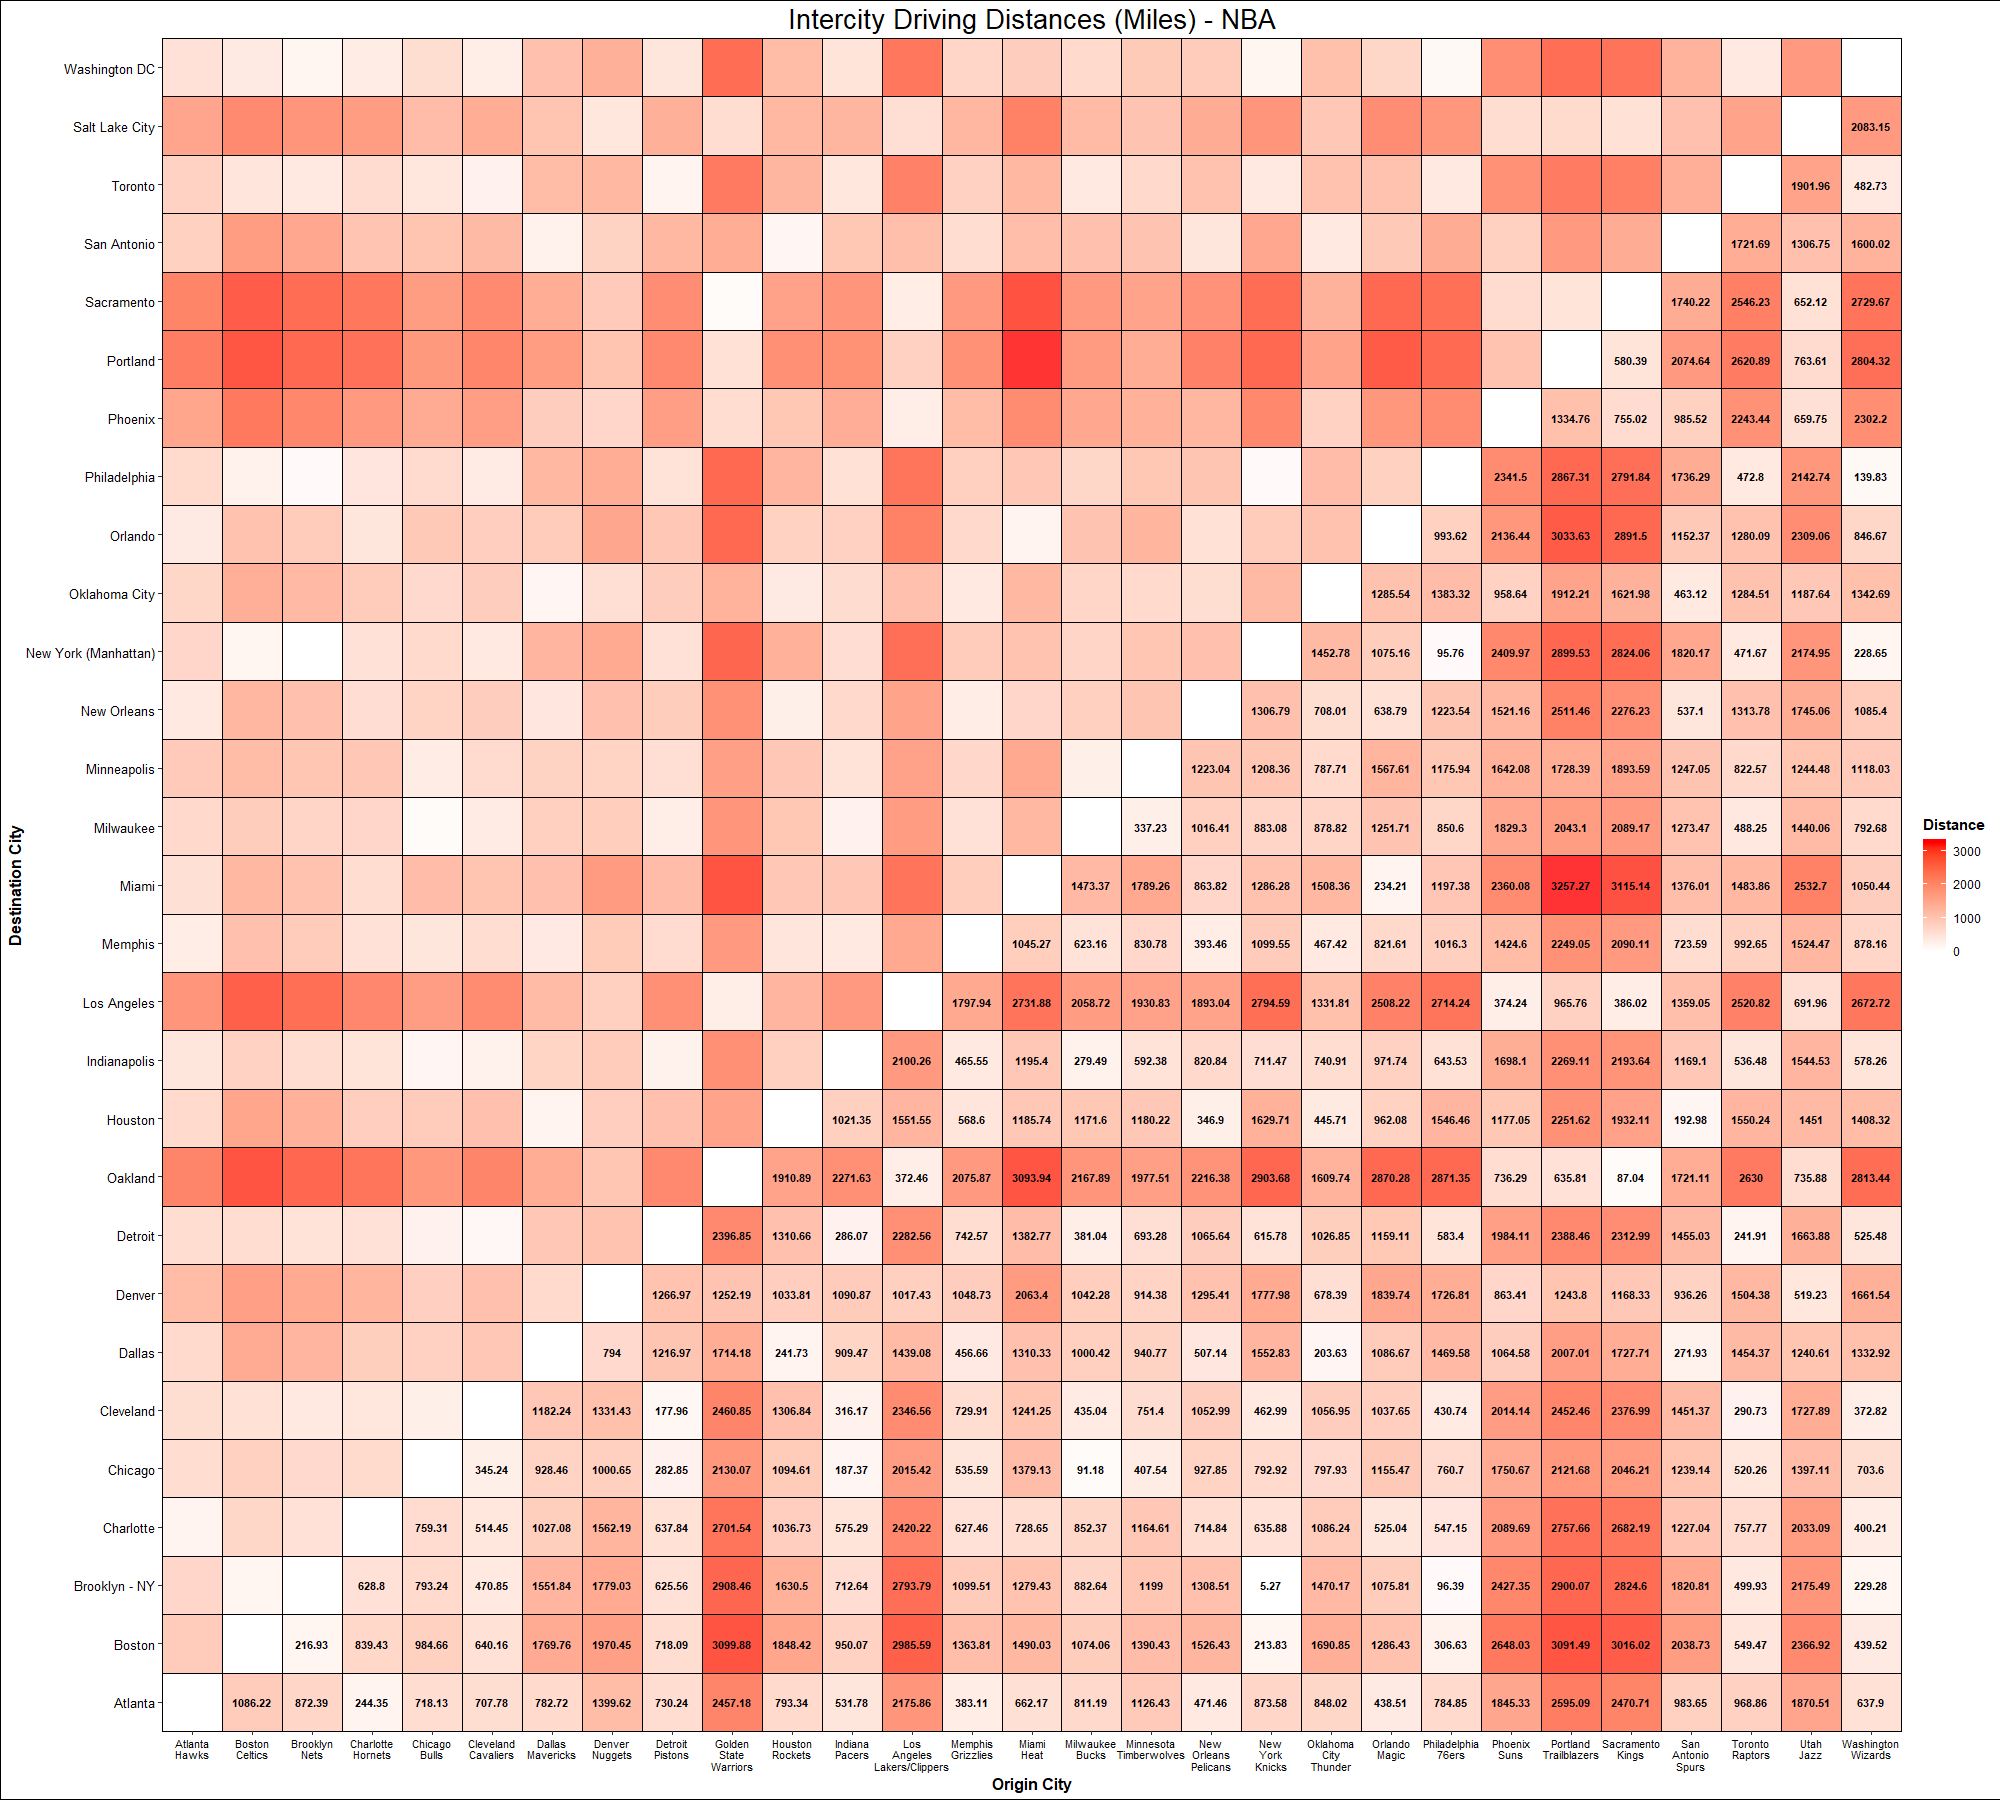 Intercity Driving Distances (Miles) - NBA
Washington DC
Salt Lake City 2083.15
Toronto 1901.96 482.73
San Antonio 1721.69 1306.75 1600.02
Sacramento 1740.22 2546.23 652.12 2729.67
Portland 580.39 2074.64 2620.89 763.61 2804.32
Phoenix 1334.76 755.02 985.52 2243.44 659.75 2302.2
Philadelphia 2341.5 2867.31 2791.84 1736.29 472.8 2142.74 139.83
Orlando 993.62 2136.44 3033.63 2891.5 1152.37 1280.09 2309.06 846.67
Oklahoma City 1285.54 1383.32 958.64 1912.21 1621.98 463.12 1284.51 1187.64 1342.69
New York (Manhattan) 1452.78 1075.16 95.76 2409.97 2899.53 2824.06 1820.17 471.67 2174.95 228.65
New Orleans 1306.79 708.01 638.79 1223.54 1521.16 2511.46 2276.23 537.1 1313.78 1745.06 1085.4
Minneapolis 1223.04 1208.36 787.71 1567.61 1175.94 1642.08 1728.39 1893.59 1247.05 822.57 1244.48 1118.03
Milwaukee 337.23 1016.41 883.08 878.82 1251.71 850.6 1829.3 2043.1 2089.17 1273.47 488.25 1440.06 792.68
Miami 1473.37 1789.26 863.82 1286.28 1508.36 234.21 1197.38 2360.08 3257.27 3115.14 1376.01 1483.86 2532.7 1050.44
Memphis 1045.27 623.16 830.78 393.46 1099.55 467.42 821.61 1016.3 1424.6 2249.05 2090.11 723.59 992.65 1524.47 878.16
Los Angeles 1797.94 2731.88 2058.72 1930.83 1893.04 2794.59 1331.81 2508.22 2714.24 374.24 965.76 386.02 1359.05 2520.82 691.96 2672.72
Indianapolis 2100.26 465.55 1195.4 279.49 592.38 820.84 711.47 740.91 971.74 643.53 1698.1 2269.11 2193.64 1169.1 536.48 1544.53 578.26
Houston 1021.35 1551.55 568.6 1185.74 1171.6 1180.22 346.9 1629.71 445.71 962.08 1546.46 1177.05 2251.62 1932.11 192.98 1550.24 1451 1408.32
Oakland 1910.89 2271.63 372.46 2075.87 3093.94 2167.89 1977.51 2216.38 2903.68 1609.74 2870.28 2871.35 736.29 635.81 87.04 1721.11 2630 735.88 2813.44
Detroit 2396.85 1310.66 286.07 2282.56 742.57 1382.77 381.04 693.28 1065.64 615.78 1026.85 1159.11 583.4 1984.11 2388.46 2312.99 1455.03 241.91 1663.88 525.48
Denver 1266.97 1252.19 1033.81 1090.87 1017.43 1048.73 2063.4 1042.28 914.38 1295.41 1777.98 678.39 1839.74 1726.81 863.41 1243.8 1168.33 936.26 1504.38 519.23 1661.54
Dallas 794 1216.97 1714.18 241.73 909.47 1439.08 456.66 1310.33 1000.42 940.77 507.14 1552.83 203.63 1086.67 1469.58 1064.58 2007.01 1727.71 271.93 1454.37 1240.61 1332.92
Cleveland 1182.24 1331.43 177.96 2460.85 1306.84 316.17 2346.56 729.91 1241.25 435.04 751.4 1052.99 462.99 1056.95 1037.65 430.74 2014.14 2452.46 2376.99 1451.37 290.73 1727.89 372.82
Chicago 345.24 928.46 1000.65 282.85 2130.07 1094.61 187.37 2015.42 535.59 1379.13 91.18 407.54 927.85 792.92 797.93 1155.47 760.7 1750.67 2121.68 2046.21 1239.14 520.26 1397.11 703.6
Charlotte 759.31 514.45 1027.08 1562.19 637.84 2701.54 1036.73 575.29 2420.22 627.46 728.65 852.37 1164.61 714.84 635.88 1086.24 525.04 547.15 2089.69 2757.66 2682.19 1227.04 757.77 2033.09 400.21
Brooklyn - NY 628.8 793.24 470.85 1551.84 1779.03 625.56 2908.46 1630.5 712.64 2793.79 1099.51 1279.43 882.64 1199 1308.51 5.27 1470.17 1075.81 96.39 2427.35 2900.07 2824.6 1820.81 499.93 2175.49 229.28
Boston 216.93 839.43 984.66 640.16 1769.76 1970.45 718.09 3099.88 1848.42 950.07 2985.59 1363.81 1490.03 1074.06 1390.43 1526.43 213.83 1690.85 1286.43 306.63 2648.03 3091.49 3016.02 2038.73 549.47 2366.92 439.52
Atlanta 1086.22 872.39 244.35 718.13 707.78 782.72 1399.62 730.24 2457.18 793.34 531.78 2175.86 383.11 662.17 811.19 1126.43 471.46 873.58 848.02 438.51 784.85 1845.33 2595.09 2470.71 983.65 968.86 1870.51 637.9
Atlanta Boston Brooklyn Charlotte Chicago Cleveland Dallas Denver Detroit Golden Houston Indiana Los Memphis Miami Milwaukee Minnesota New New Oklahoma Orlando Philadelphia Phoenix Portland Sacramento San Toronto Utah Washington
Hawks Celtics Nets Hornets Bulls Cavaliers Mavericks Nuggets Pistons State Rockets Pacers Angeles Grizzlies Heat Bucks Timberwolves Orleans York City Magic 76ers Suns Trailblazers Kings Antonio Raptors Jazz Wizards
Warriors Lakers/Clippers Pelicans Knicks Thunder Spurs
Origin City
Destination City
Distance
3000
2000
1000
0